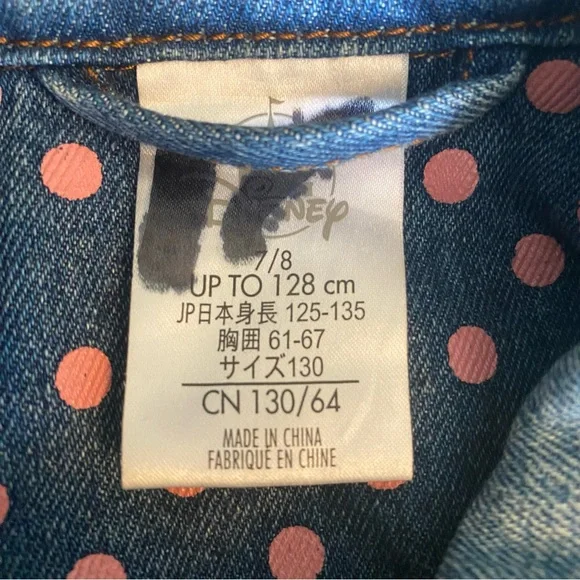 DISNEY
7/8
UP TO 128 cm
JP日本身長 125-135
胸囲 61-67
サイズ130
CN 130/64
MADE IN CHINA
FABRIQUÉ EN CHINE